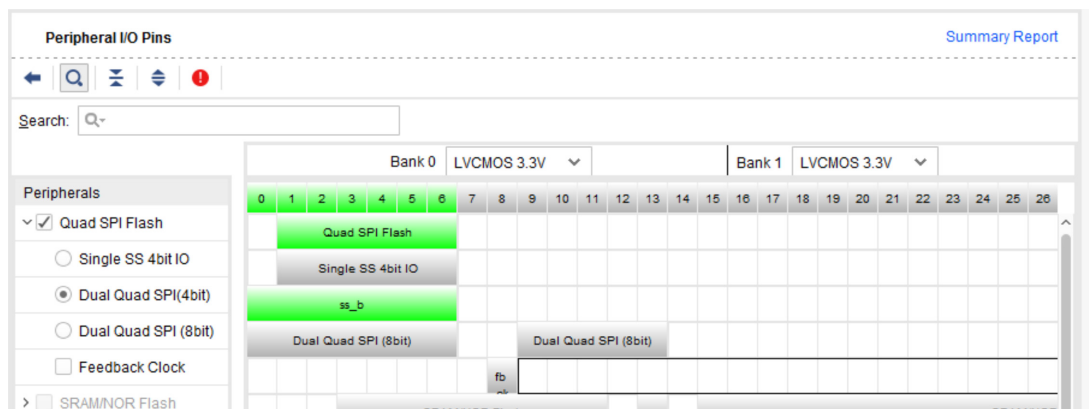 Peripheral I/O Pins Summary Report
Search:
Bank 0 LVCMOS 3.3V Bank 1 LVCMOS 3.3V
Peripherals 0 1 2 3 4 5 6 7 8 9 10 11 12 13 14 15 16 17 18 19 20 21 22 23 24 25 26
Quad SPI Flash Quad SPI Flash
Single SS 4bit IO Single SS 4bit IO
Dual Quad SPI(4bit) ss_b
Dual Quad SPI (8bit) Dual Quad SPI (8bit) Dual Quad SPI (8bit)
Feedback Clock fb
SRAM/NOR Flash